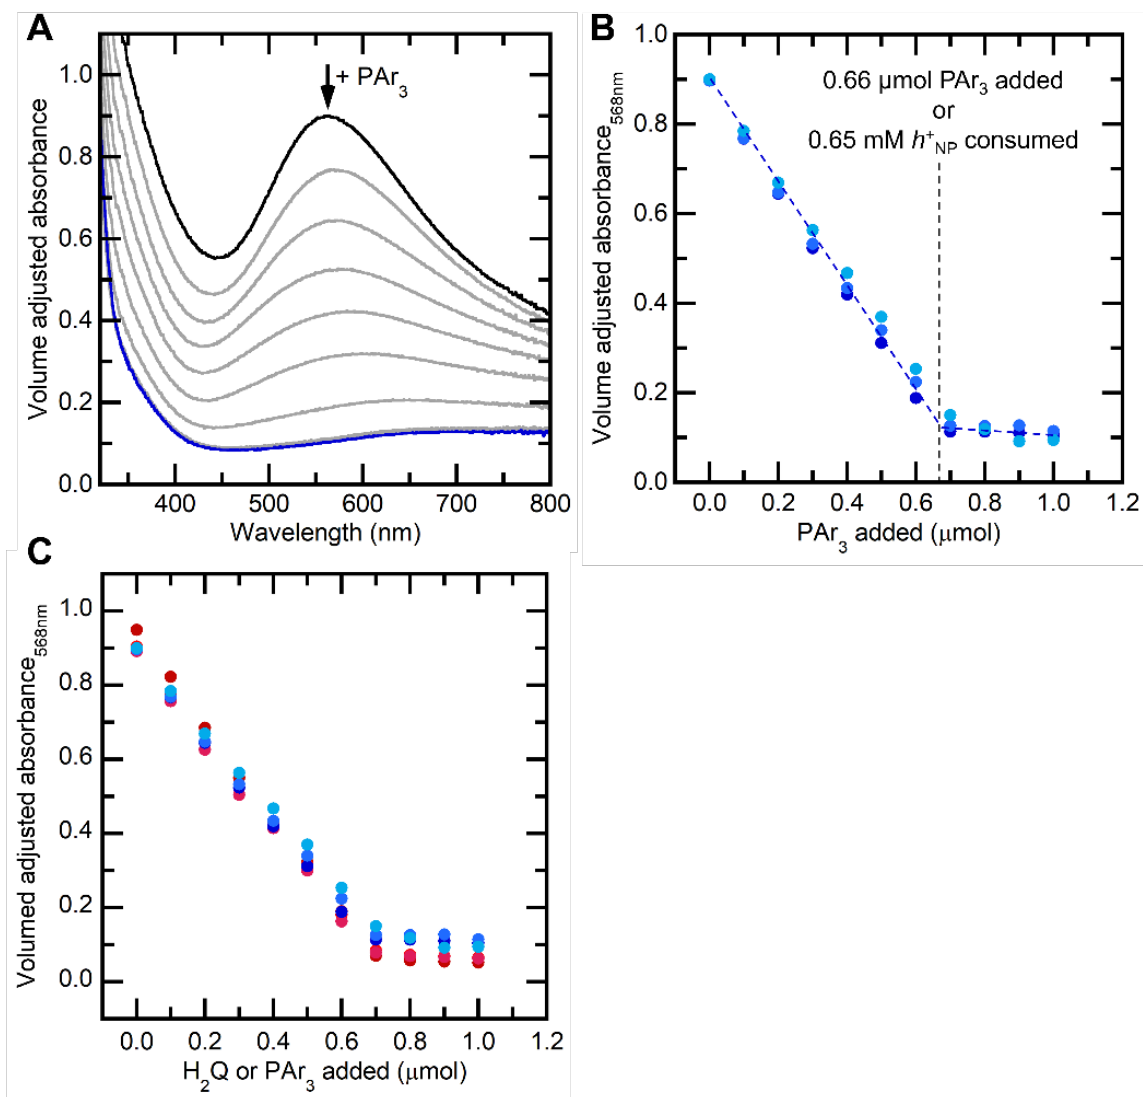 A
+ PAr₃
Volume adjusted absorbance
1.0
0.8
0.6
0.4
0.2
0.0
400
500
600
700
800
Wavelength (nm)
B
0.66 µmol PAr₃ added
or
0.65 mM h⁺NP consumed
Volume adjusted absorbance568nm
1.0
0.8
0.6
0.4
0.2
0.0
0.0
0.2
0.4
0.6
0.8
1.0
1.2
PAr₃ added (µmol)
C
Volumed adjusted absorbance568nm
1.0
0.8
0.6
0.4
0.2
0.0
0.0
0.2
0.4
0.6
0.8
1.0
1.2
H₂Q or PAr₃ added (µmol)